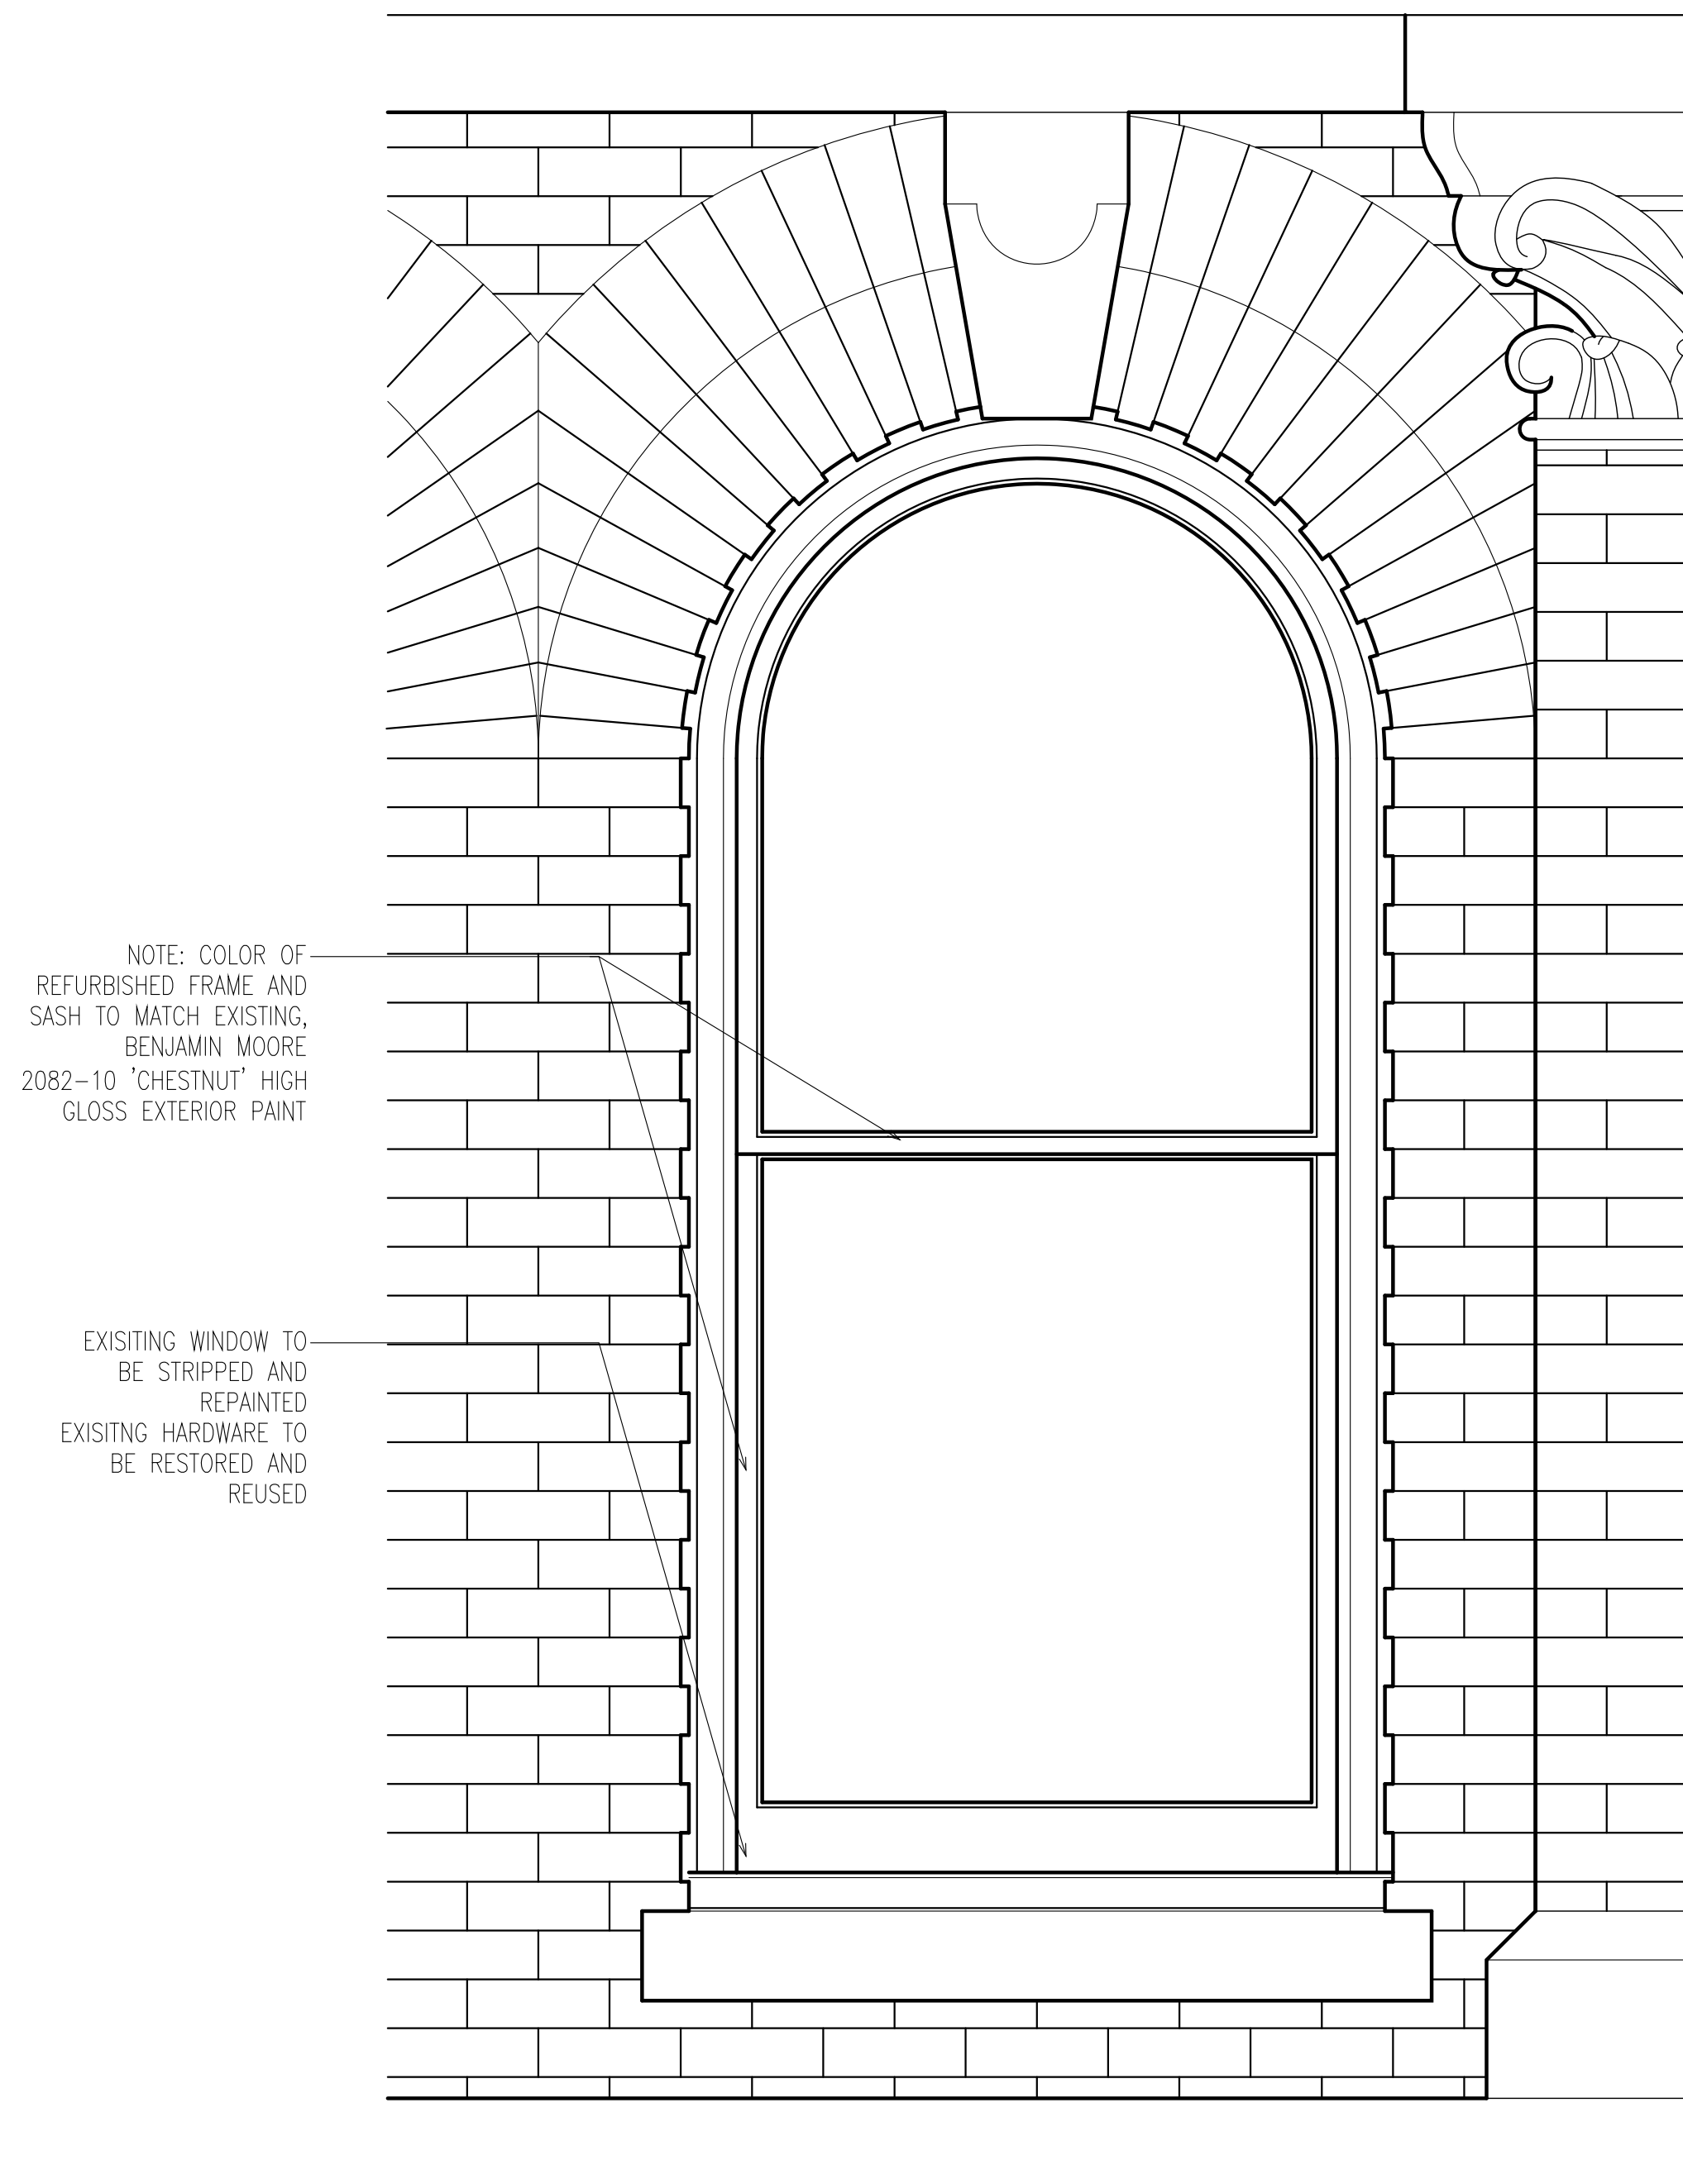 NOTE: COLOR OF
REFURBISHED FRAME AND
SASH TO MATCH EXISTING,
BENJAMIN MOORE
2082-10 'CHESTNUT' HIGH
GLOSS EXTERIOR PAINT
EXISITING WINDOW TO
BE STRIPPED AND
REPAINTED
EXISITNG HARDWARE TO
BE RESTORED AND
REUSED